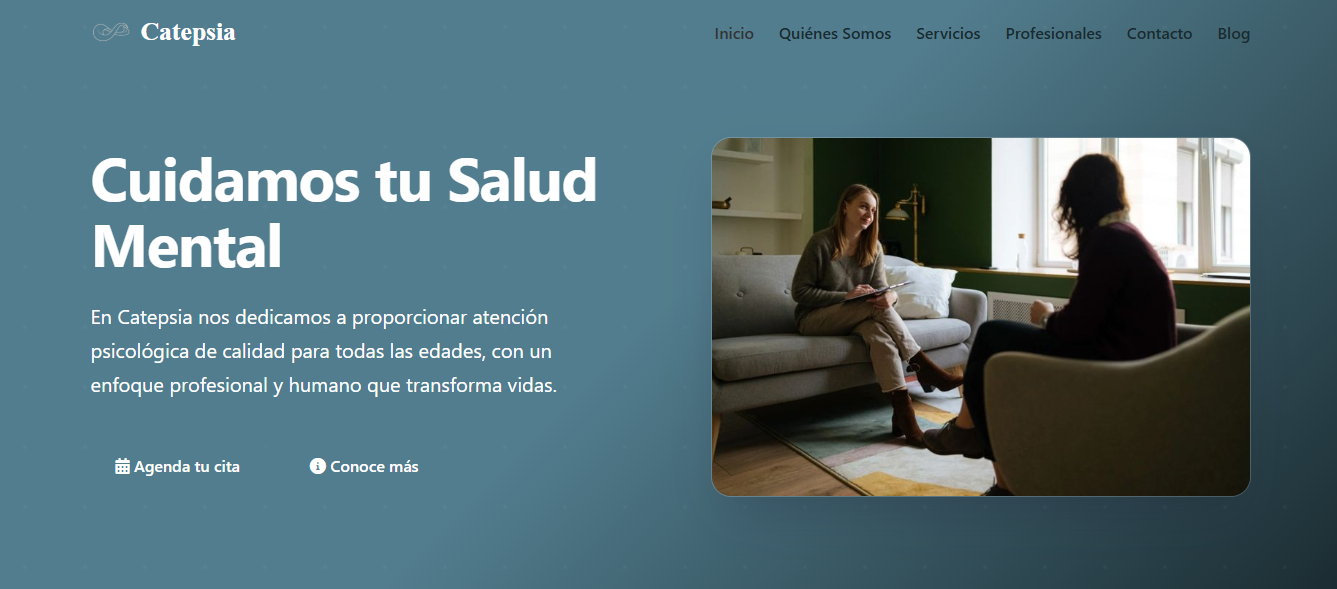 Catepsia
Inicio Quiénes Somos Servicios Profesionales Contacto Blog
Cuidamos tu Salud
Mental
En Catepsia nos dedicamos a proporcionar atención
psicológica de calidad para todas las edades, con un
enfoque profesional y humano que transforma vidas.
Agenda tu cita
Conoce más